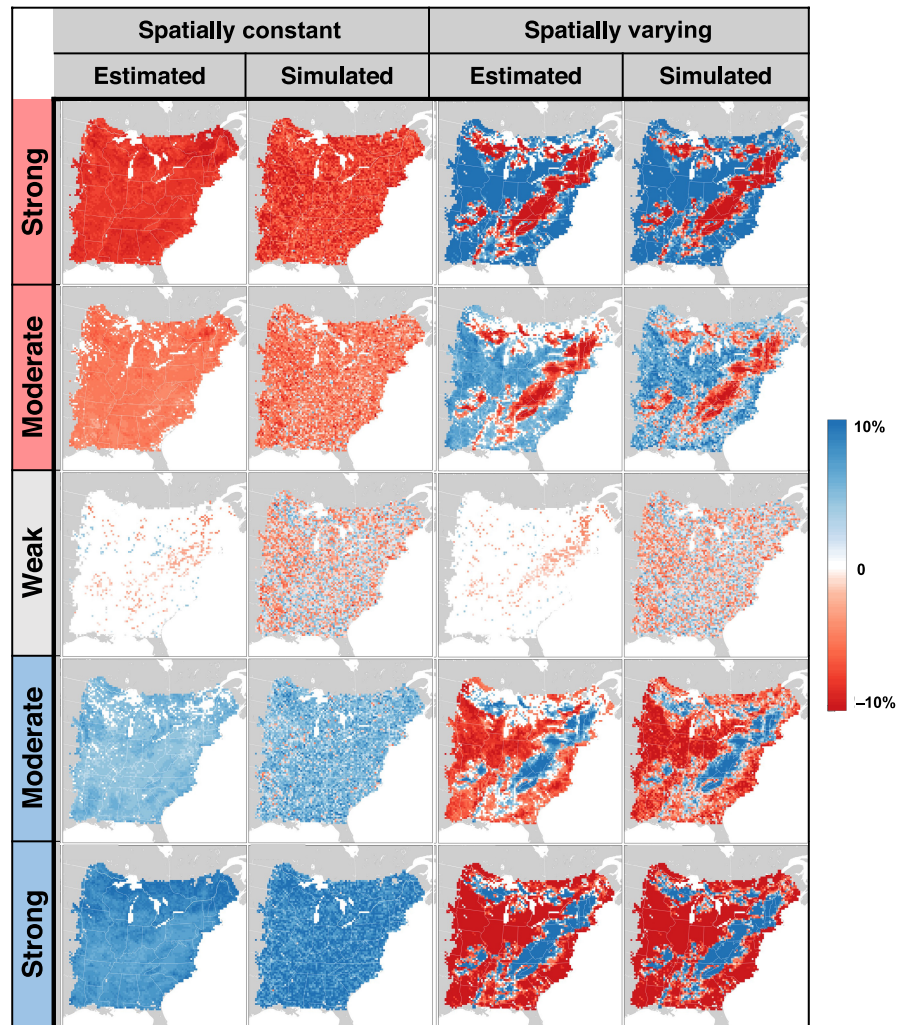 Spatially constant Spatially varying
Estimated Simulated Estimated Simulated
Strong
Moderate
Weak
Moderate
Strong
10%
0
–10%